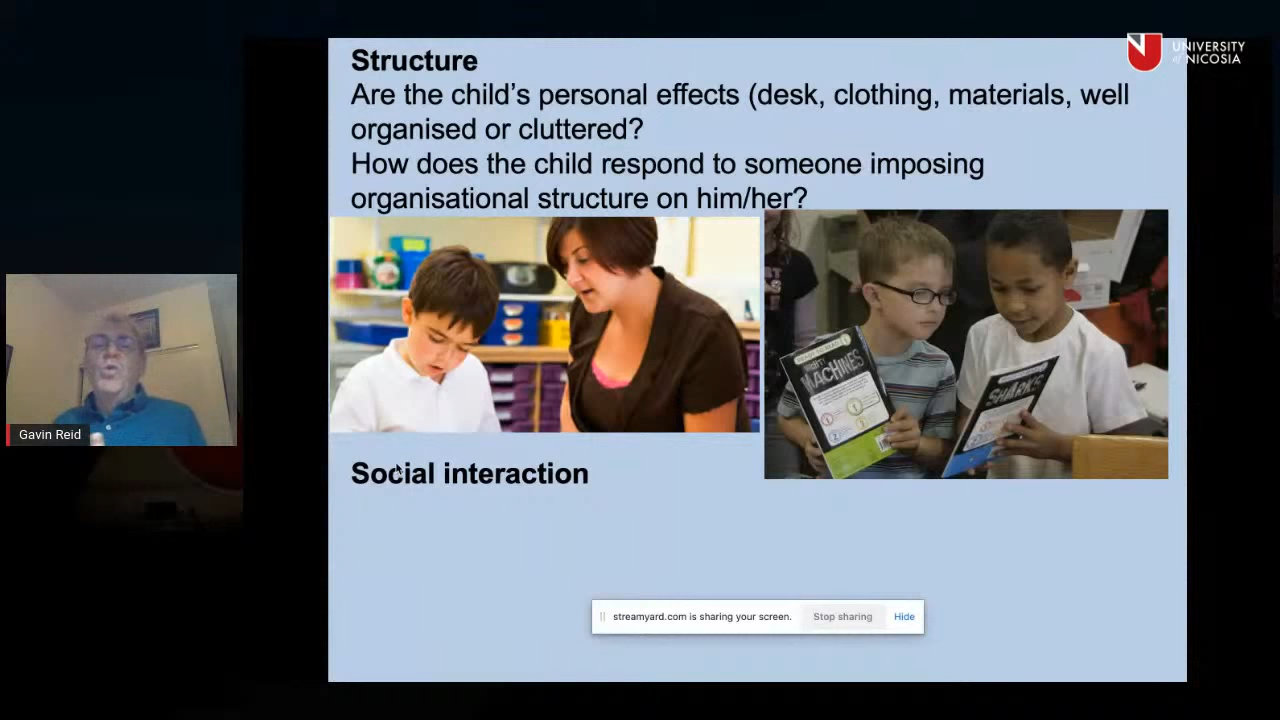 UNIVERSITY
of NICOSIA
Structure
Are the child's personal effects (desk, clothing, materials, well
organised or cluttered?
How does the child respond to someone imposing
organisational structure on him/her?
MACHINES
SHARKS
Gavin Reid
Social interaction
streamyard.com is sharing your screen.
Stop sharing
Hide